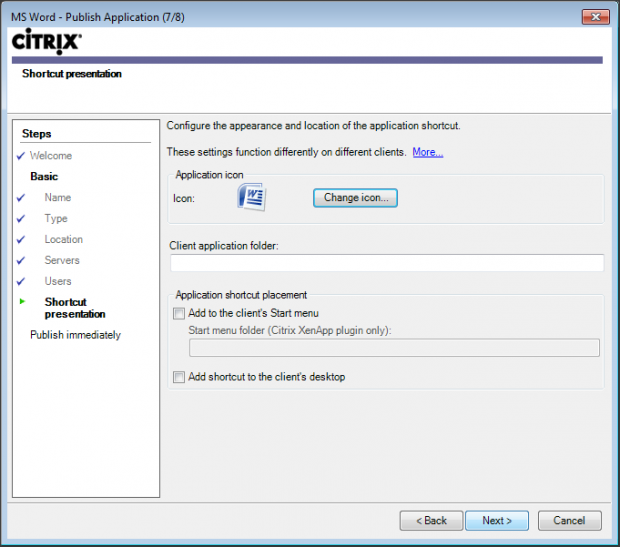 MS Word - Publish Application (7/8)
CITRIX
Shortcut presentation
Steps
Welcome
Basic
Name
Type
Location
Servers
Users
Shortcut
presentation
Publish immediately
Configure the appearance and location of the application shortcut.
These settings function differently on different clients. More...
Application icon
Icon:
W
Change icon...
Client application folder:
Application shortcut placement
Add to the client's Start menu
Start menu folder (Citrix XenApp plugin only):
Add shortcut to the client's desktop
< Back
Next >
Cancel